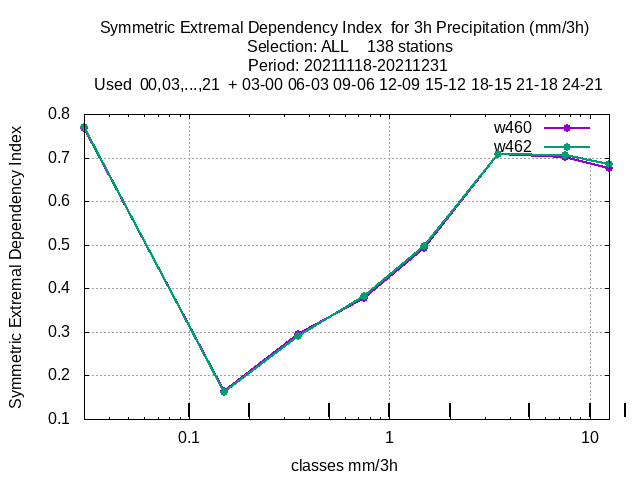 Symmetric Extremal Dependency Index  for 3h Precipitation (mm/3h)
Selection: ALL    138 stations
Period: 20211118-20211231
Used  00,03,...,21  + 03-00 06-03 09-06 12-09 15-12 18-15 21-18 24-21
w460
w462
Symmetric Extremal Dependency Index
0.8
0.7
0.6
0.5
0.4
0.3
0.2
0.1
0.1 1 10
classes mm/3h